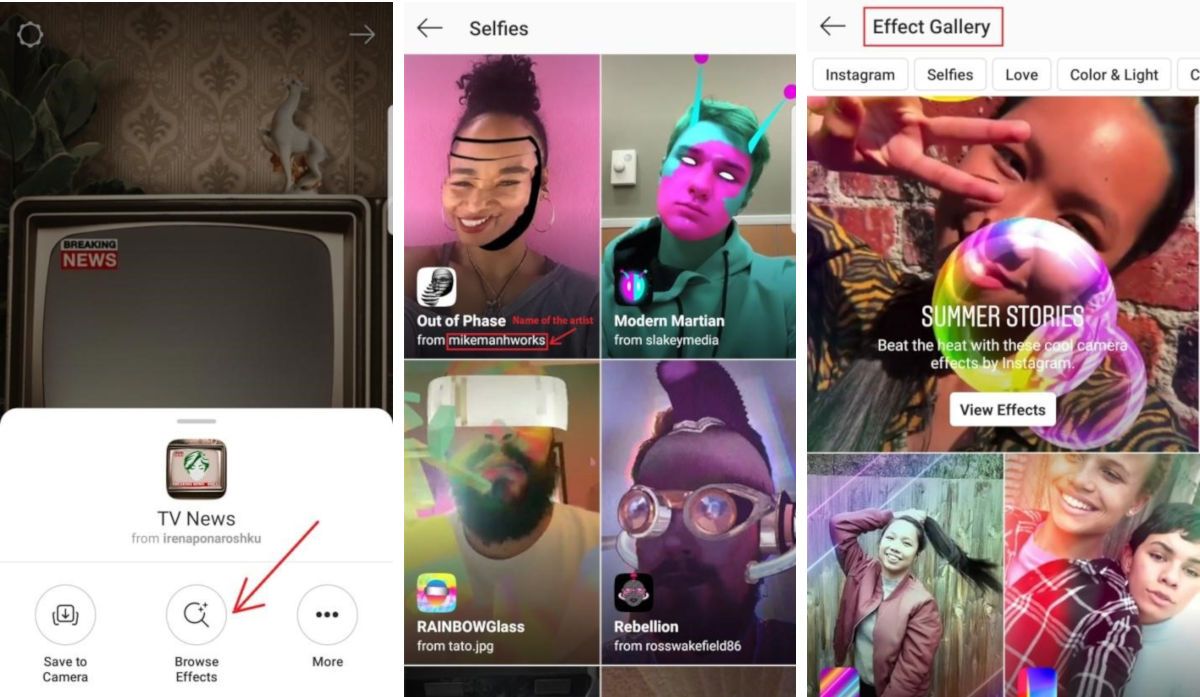 BREAKING
NEWS
TV News
from irenaponaroshku
Save to
Camera
Browse
Effects
More
Selfies
Out of Phase
Name of the artist
from mikemanhworks
Modern Martian
from slakeymedia
RAINBOWGlass
from tato.jpg
Rebellion
from rosswakefield86
Effect Gallery
Instagram
Selfies
Love
Color & Light
C
SUMMER STORIES
Beat the heat with these cool camera
effects by Instagram.
View Effects